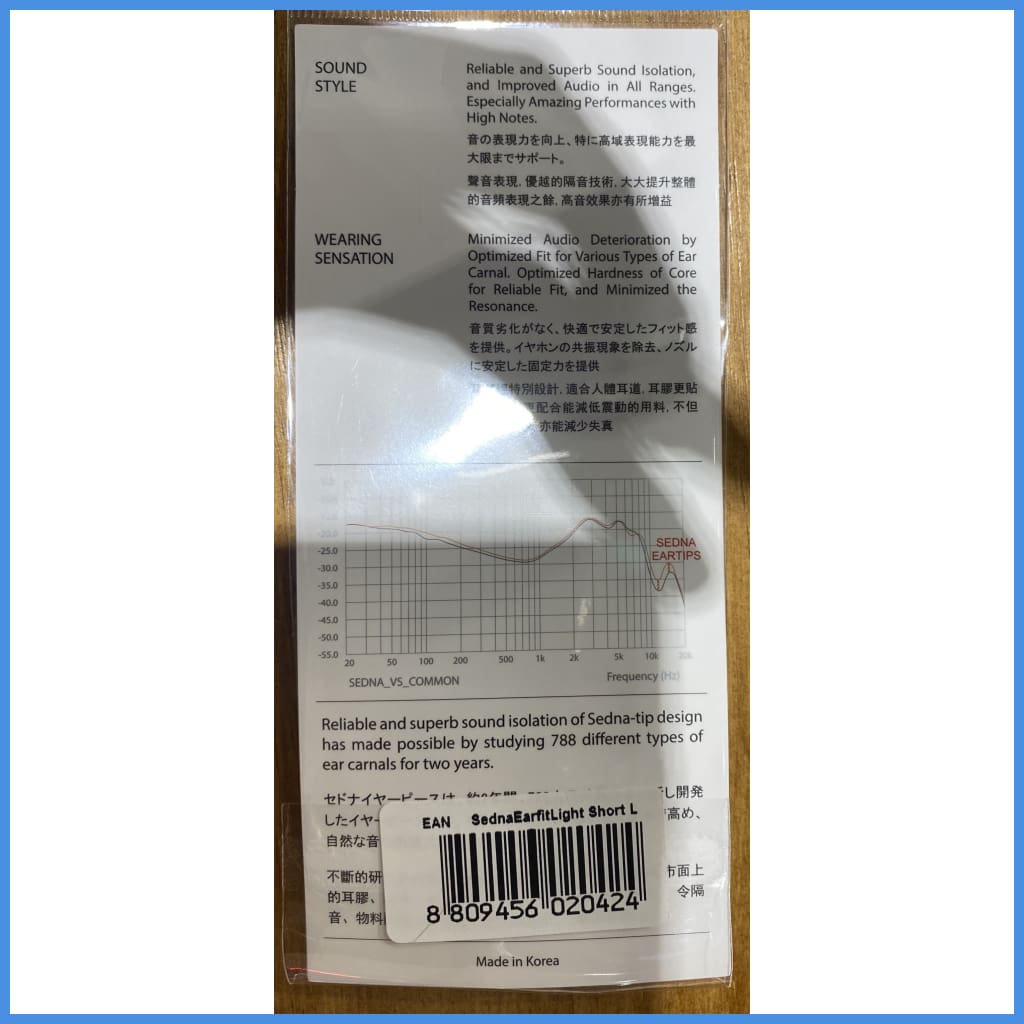 SOUND
STYLE
Reliable and Superb Sound Isolation,
and Improved Audio in All Ranges.
Especially Amazing Performances with
High Notes.
音の表現力を向上、特に高域表現能力を最
大限までサポート。
聲音表現, 優越的隔音技術, 大大提升整體
的音頻表現之餘, 高音效果亦有所增益
WEARING
SENSATION
Minimized Audio Deterioration by
Optimized Fit for Various Types of Ear
Carnal. Optimized Hardness of Core
for Reliable Fit, and Minimized the
Resonance.
音質劣化がなく、快適で安定したフィット感
を提供。イヤホンの共振現象を除去、ノズル
に安定した固定力を提供
特別設計, 適合人體耳道, 耳膠更貼
配合能減低震動的用料, 不但
亦能減少失真
-20.0
-25.0
-30.0
-35.0
-40.0
-45.0
-50.0
-55.0
SEDNA
EARTIPS
20 50 100 200 500 1k 2k 5k 10k 20k
SEDNA_VS_COMMON
Frequency (Hz)
Reliable and superb sound isolation of Sedna-tip design
has made possible by studying 788 different types of
ear carnals for two years.
セドナイヤーピースは、約2年間 し開発
したイヤー 高め、
自然な音
不斷的研 市面上
的耳膠、 令隔
音、物料
EAN SednaEarfitLight Short L
8 809456 020424
Made in Korea